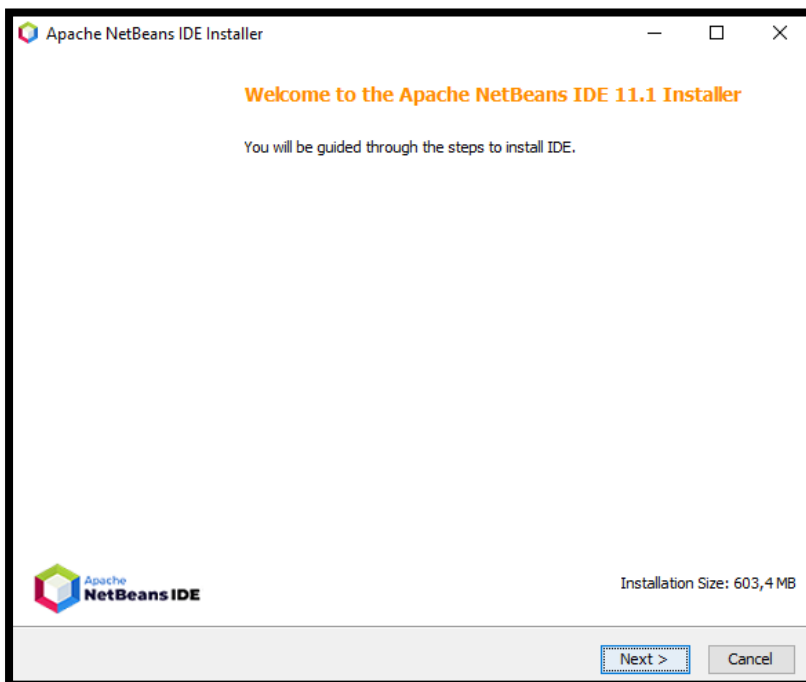 Apache NetBeans IDE Installer
Welcome to the Apache NetBeans IDE 11.1 Installer
You will be guided through the steps to install IDE.
Apache
NetBeans IDE
Installation Size: 603,4 MB
Next >
Cancel